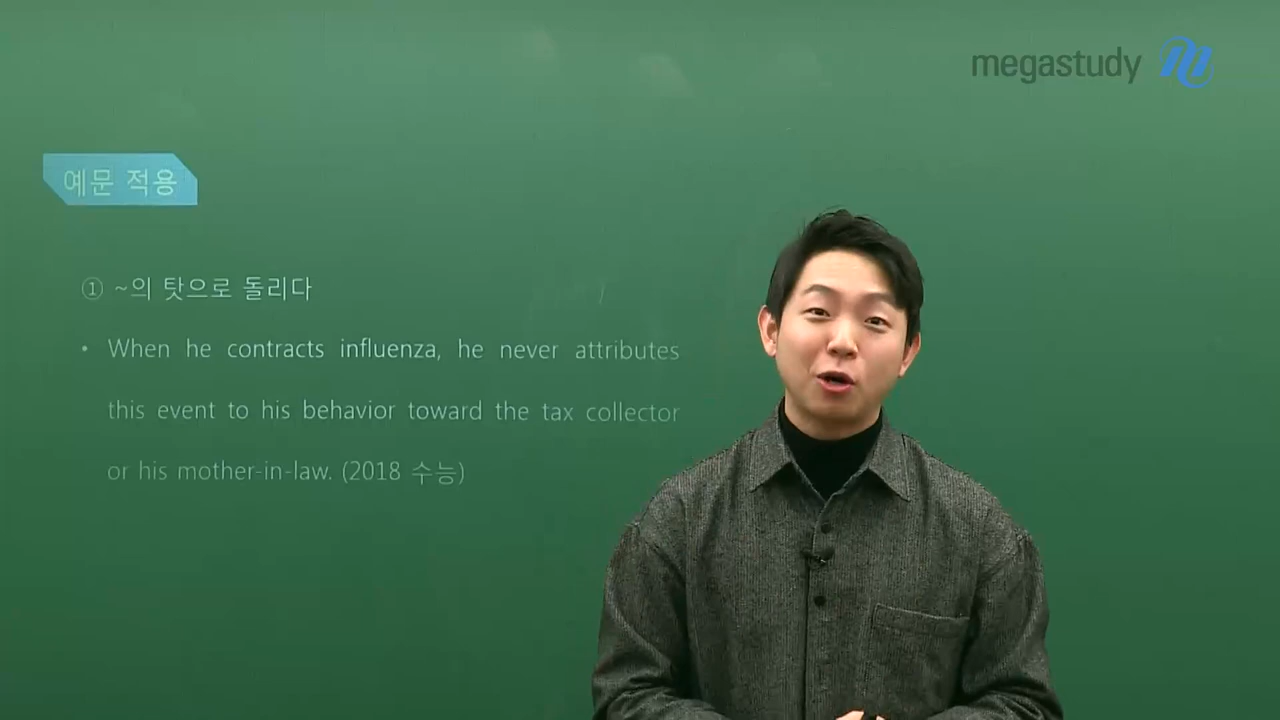 megastudy
예문 적용
① ~의 탓으로 돌리다
• When he contracts influenza, he never attributes
this event to his behavior toward the tax collector
or his mother-in-law. (2018 수능)